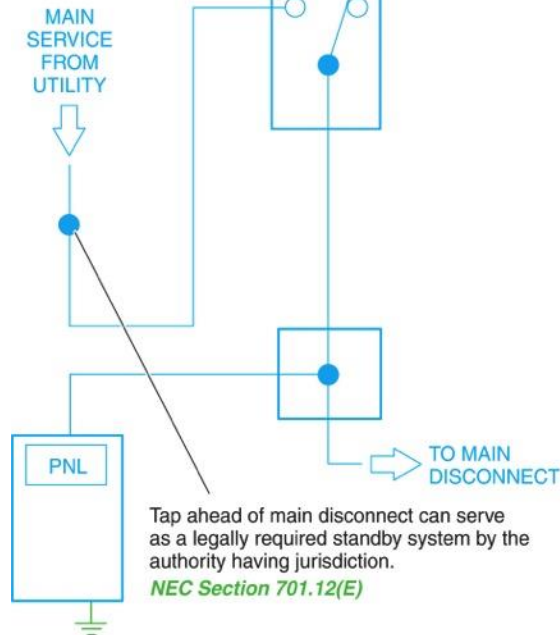 MAIN
SERVICE
FROM
UTILITY
PNL
TO MAIN
DISCONNECT
Tap ahead of main disconnect can serve
as a legally required standby system by the
authority having jurisdiction.
NEC Section 701.12(E)